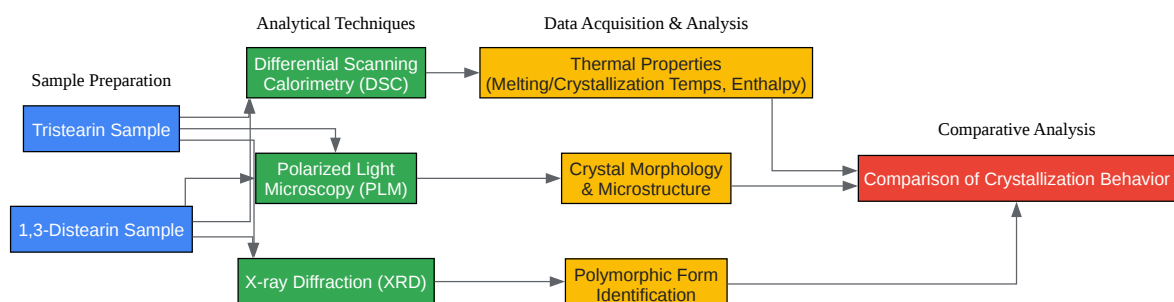 Sample Preparation
Tristearin Sample
1,3-Distearin Sample
Analytical Techniques
Differential Scanning
Calorimetry (DSC)
Polarized Light
Microscopy (PLM)
X-ray Diffraction (XRD)
Data Acquisition & Analysis
Thermal Properties
(Melting/Crystallization Temps, Enthalpy)
Crystal Morphology
& Microstructure
Polymorphic Form
Identification
Comparative Analysis
Comparison of Crystallization Behavior